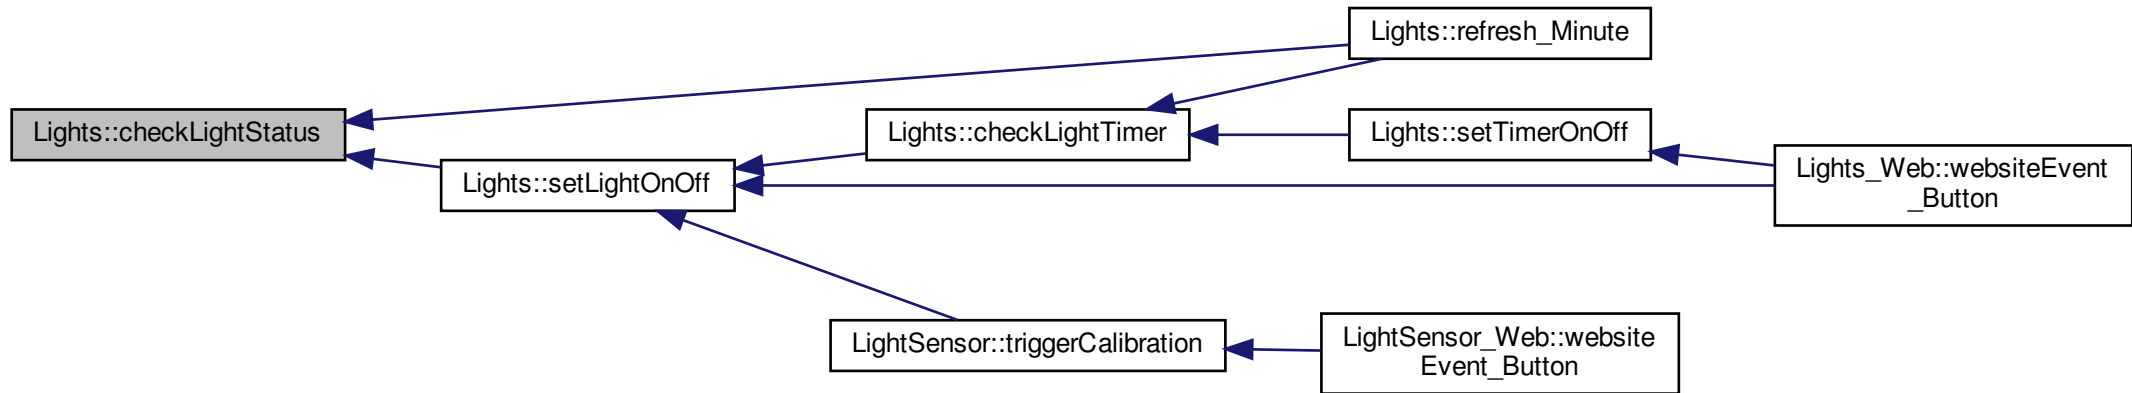 Lights::refresh_Minute
Lights::checkLightStatus
Lights::checkLightTimer
Lights::setTimerOnOff
Lights::setLightOnOff
Lights_Web::websiteEvent
_Button
LightSensor::triggerCalibration
LightSensor_Web::website
Event_Button